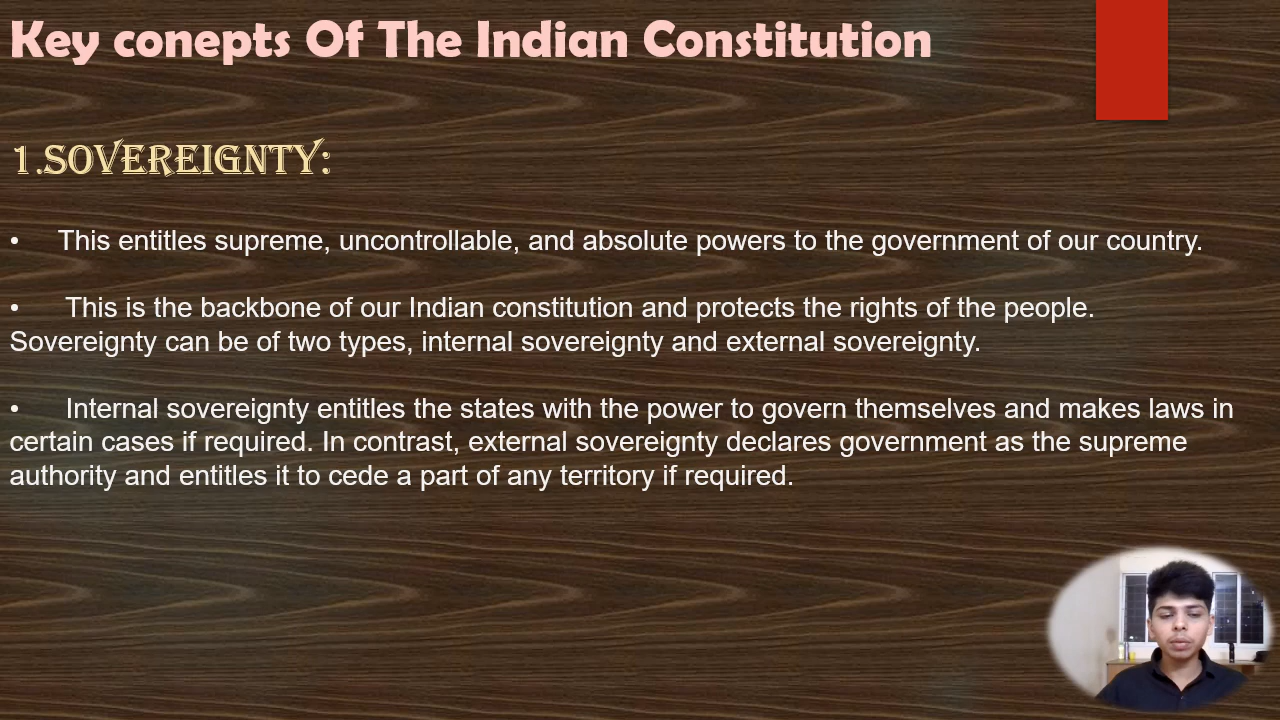 Key conepts Of The Indian Constitution
1.SOVEREIGNTY:
• This entitles supreme, uncontrollable, and absolute powers to the government of our country.
• This is the backbone of our Indian constitution and protects the rights of the people.
Sovereignty can be of two types, internal sovereignty and external sovereignty.
• Internal sovereignty entitles the states with the power to govern themselves and makes laws in
certain cases if required. In contrast, external sovereignty declares government as the supreme
authority and entitles it to cede a part of any territory if required.